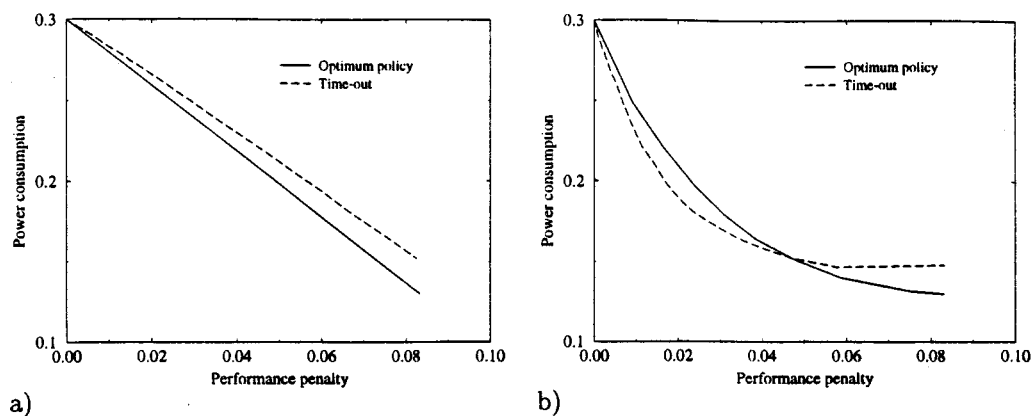 0.3
Optimum policy
Time-out
Power consumption
0.2
0.1
0.00
0.02
0.04
0.06
0.08
0.10
Performance penalty
a)
0.3
Optimum policy
Time-out
Power consumption
0.2
0.1
0.00
0.02
0.04
0.06
0.08
0.10
Performance penalty
b)